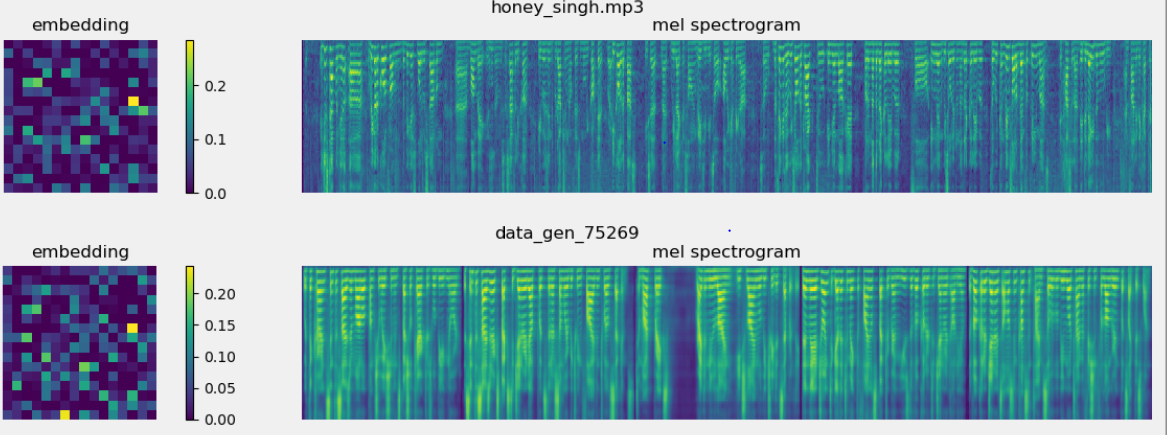 honey_singh.mp3
embedding
mel spectrogram
0.2
0.1
0.0
data_gen_75269
embedding
mel spectrogram
0.20
0.15
0.10
0.05
0.00